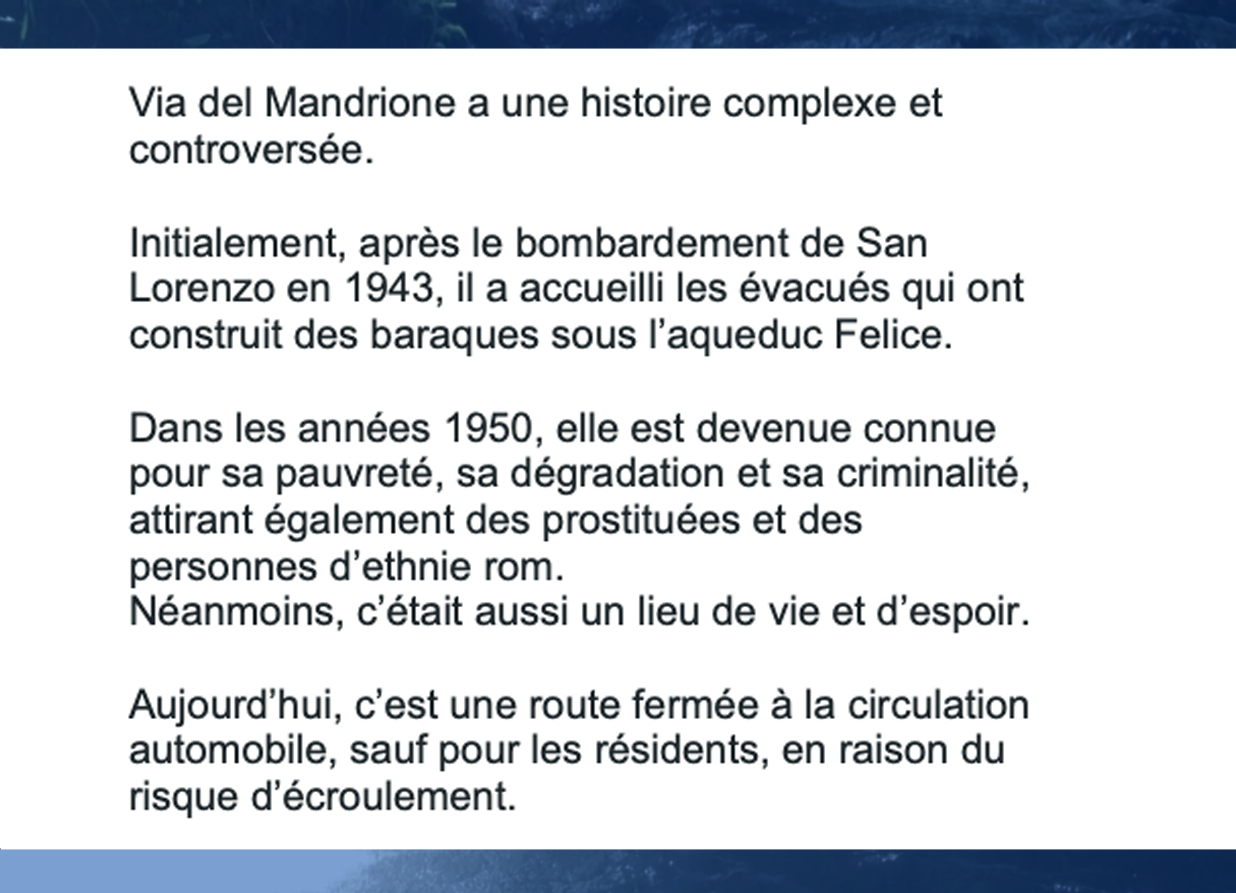 Via del Mandrione a une histoire complexe et
controversée.
Initialement, après le bombardement de San
Lorenzo en 1943, il a accueilli les évacués qui ont
construit des baraques sous l’aqueduc Felice.
Dans les années 1950, elle est devenue connue
pour sa pauvreté, sa dégradation et sa criminalité,
attirant également des prostituées et des
personnes d’ethnie rom.
Néanmoins, c’était aussi un lieu de vie et d’espoir.
Aujourd’hui, c’est une route fermée à la circulation
automobile, sauf pour les résidents, en raison du
risque d’écroulement.